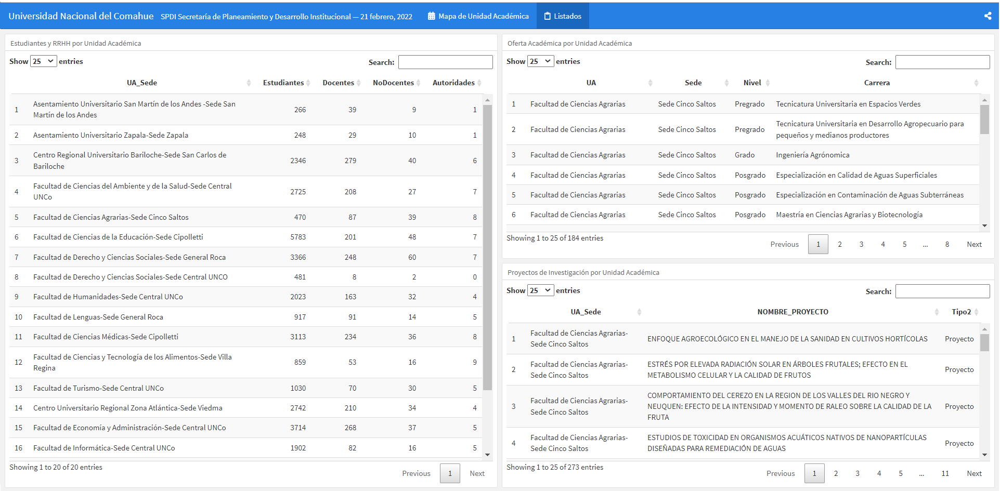 Universidad Nacional del Comahue SPDI Secretaría de Planeamiento y Desarrollo Institucional — 21 febrero, 2022 Mapa de Unidad Académica Listados
Estudiantes y RRHH por Unidad Académica
Show 25 entries Search:
UA_Sede Estudiantes Docentes NoDocentes Autoridades
1 Asentamiento Universitario San Martín de los Andes -Sede San
Martín de los Andes 266 39 9 1
2 Asentamiento Universitario Zapala-Sede Zapala 248 29 10 1
3 Centro Regional Universitario Bariloche-Sede San Carlos de
Bariloche 2346 279 40 6
4 Facultad de Ciencias del Ambiente y de la Salud-Sede Central
UNCo 2725 208 27 7
5 Facultad de Ciencias Agrarias-Sede Cinco Saltos 470 87 39 8
6 Facultad de Ciencias de la Educación-Sede Cipolletti 5783 201 48 7
7 Facultad de Derecho y Ciencias Sociales-Sede General Roca 3366 248 60 7
8 Facultad de Derecho y Ciencias Sociales-Sede Central UNCO 481 8 2 0
9 Facultad de Humanidades-Sede Central UNCo 2023 163 32 4
10 Facultad de Lenguas-Sede General Roca 917 91 14 5
11 Facultad de Ciencias Médicas-Sede Cipolletti 3113 234 36 8
12 Facultad de Ciencias y Tecnología de los Alimentos-Sede Villa
Regina 859 53 16 9
13 Facultad de Turismo-Sede Central UNCo 1030 70 30 5
14 Centro Universitario Regional Zona Atlántica-Sede Viedma 2742 210 34 4
15 Facultad de Economía y Administración-Sede Central UNCo 3714 268 37 5
16 Facultad de Informática-Sede Central UNCo 1902 82 16 5
Showing 1 to 20 of 20 entries
Previous 1 Next
Oferta Académica por Unidad Académica
Show 25 entries Search:
UA Sede Nivel Carrera
1 Facultad de Ciencias Agrarias Sede Cinco Saltos Pregrado Tecnicatura Universitaria en Espacios Verdes
2 Facultad de Ciencias Agrarias Sede Cinco Saltos Pregrado Tecnicatura Universitaria en Desarrollo Agropecuario para
pequeños y medianos productores
3 Facultad de Ciencias Agrarias Sede Cinco Saltos Grado Ingeniería Agrónomica
4 Facultad de Ciencias Agrarias Sede Cinco Saltos Posgrado Especialización en Calidad de Aguas Superficiales
5 Facultad de Ciencias Agrarias Sede Cinco Saltos Posgrado Especialización en Contaminación de Aguas Subterráneas
6 Facultad de Ciencias Agrarias Sede Cinco Saltos Posgrado Maestría en Ciencias Agrarias y Biotecnología
Showing 1 to 25 of 184 entries
Previous 1 2 3 4 5 ... 8 Next
Proyectos de Investigación por Unidad Académica
Show 25 entries Search:
UA_Sede NOMBRE_PROYECTO Tipo2
1 Facultad de Ciencias Agrarias-
Sede Cinco Saltos ENFOQUE AGROECOLÓGICO EN EL MANEJO DE LA SANIDAD EN CULTIVOS HORTÍCOLAS Proyecto
2 Facultad de Ciencias Agrarias- ESTRÉS POR ELEVADA RADIACIÓN SOLAR EN ÁRBOLES FRUTALES; EFECTO EN EL
Sede Cinco Saltos METABOLISMO CELULAR Y LA CALIDAD DE FRUTOS Proyecto
COMPORTAMIENTO DEL CEREZO EN LA REGION DE LOS VALLES DEL RIO NEGRO Y
3 Facultad de Ciencias Agrarias- NEUQUEN: EFECTO DE LA INTENSIDAD Y MOMENTO DE RALEO SOBRE LA CALIDAD DE LA Proyecto
Sede Cinco Saltos FRUTA
4 Facultad de Ciencias Agrarias- ESTUDIOS DE TOXICIDAD EN ORGANISMOS ACUÁTICOS NATIVOS DE NANOPARTÍCULAS
Sede Cinco Saltos DISEÑADAS PARA REMEDIACIÓN DE AGUAS Proyecto
Showing 1 to 25 of 273 entries
Previous 1 2 3 4 5 ... 11 Next